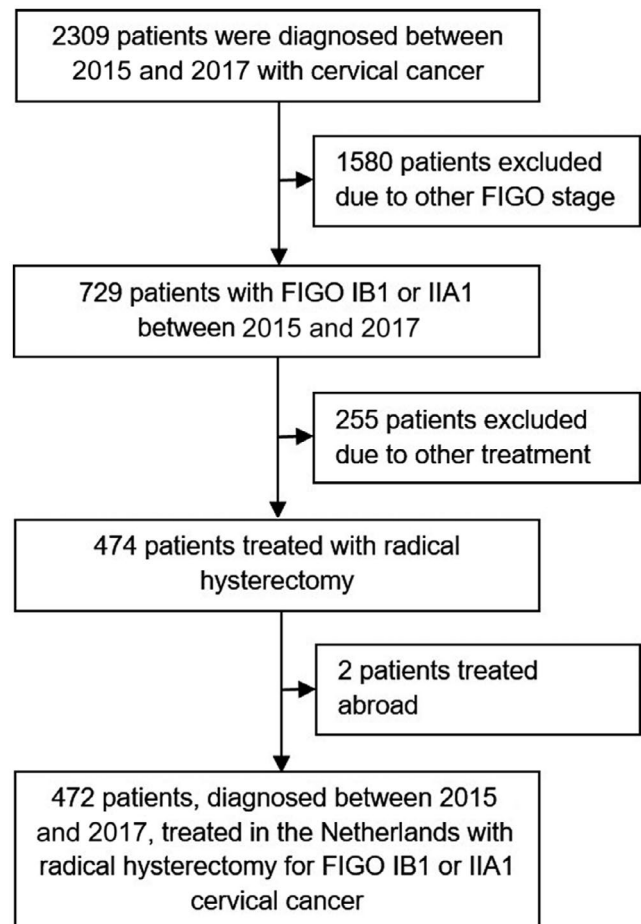 2309 patients were diagnosed between
2015 and 2017 with cervical cancer
1580 patients excluded
due to other FIGO stage
729 patients with FIGO IB1 or IIA1
between 2015 and 2017
255 patients excluded
due to other treatment
474 patients treated with radical
hysterectomy
2 patients treated
abroad
472 patients, diagnosed between 2015
and 2017, treated in the Netherlands with
radical hysterectomy for FIGO IB1 or IIA1
cervical cancer